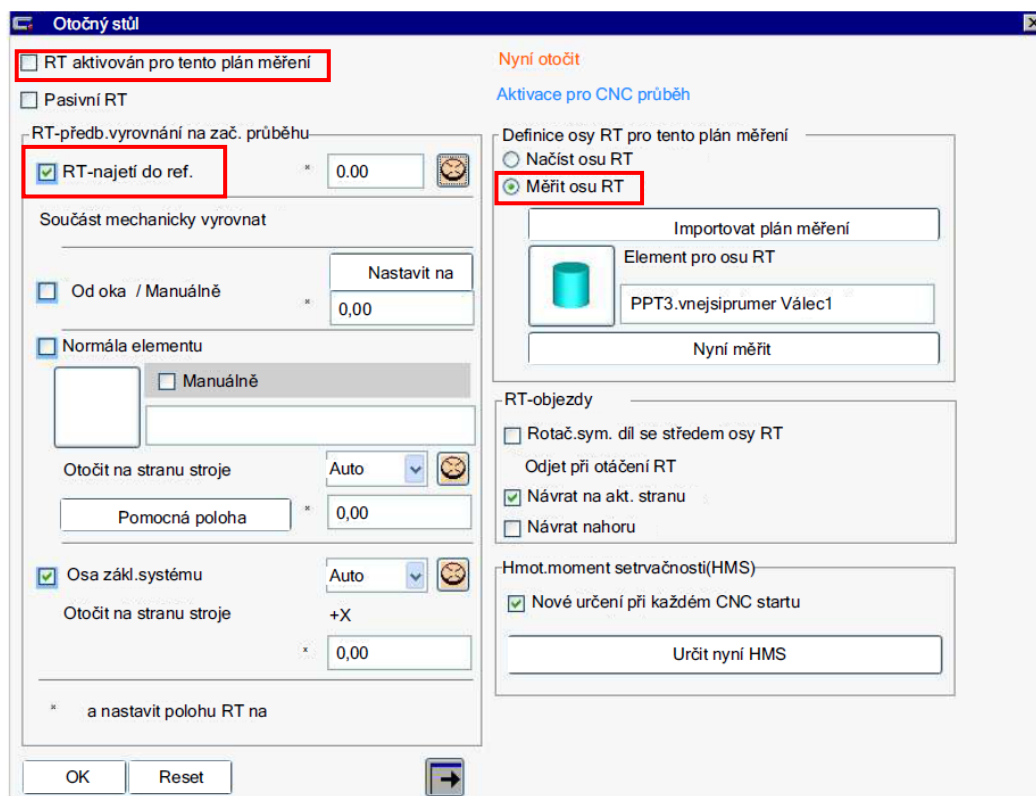 Otočný stůl
RT aktivován pro tento plán měření
Pasivní RT
RT-předb.vyrovnání na zač. průběhu
RT-najetí do ref.
* 0.00
Součást mechanicky vyrovnat
Od oka / Manuálně
Nastavit na
* 0,00
Normála elementu
Manuálně
Otočit na stranu stroje
Auto
Pomocná poloha
* 0,00
Osa zákl.systému
Auto
Otočit na stranu stroje
+X
* 0,00
* a nastavit polohu RT na
OK
Reset
Nyní otočit
Aktivace pro CNC průběh
Definice osy RT pro tento plán měření
Načíst osu RT
Měřit osu RT
Importovat plán měření
Element pro osu RT
PPT3.vnejsiprumer Válec1
Nyní měřit
RT-objezdy
Rotač.sym. díl se středem osy RT
Odjet při otáčení RT
Návrat na akt. stranu
Návrat nahoru
Hmot.moment setrvačnosti(HMS)
Nové určení při každém CNC startu
Určit nyní HMS